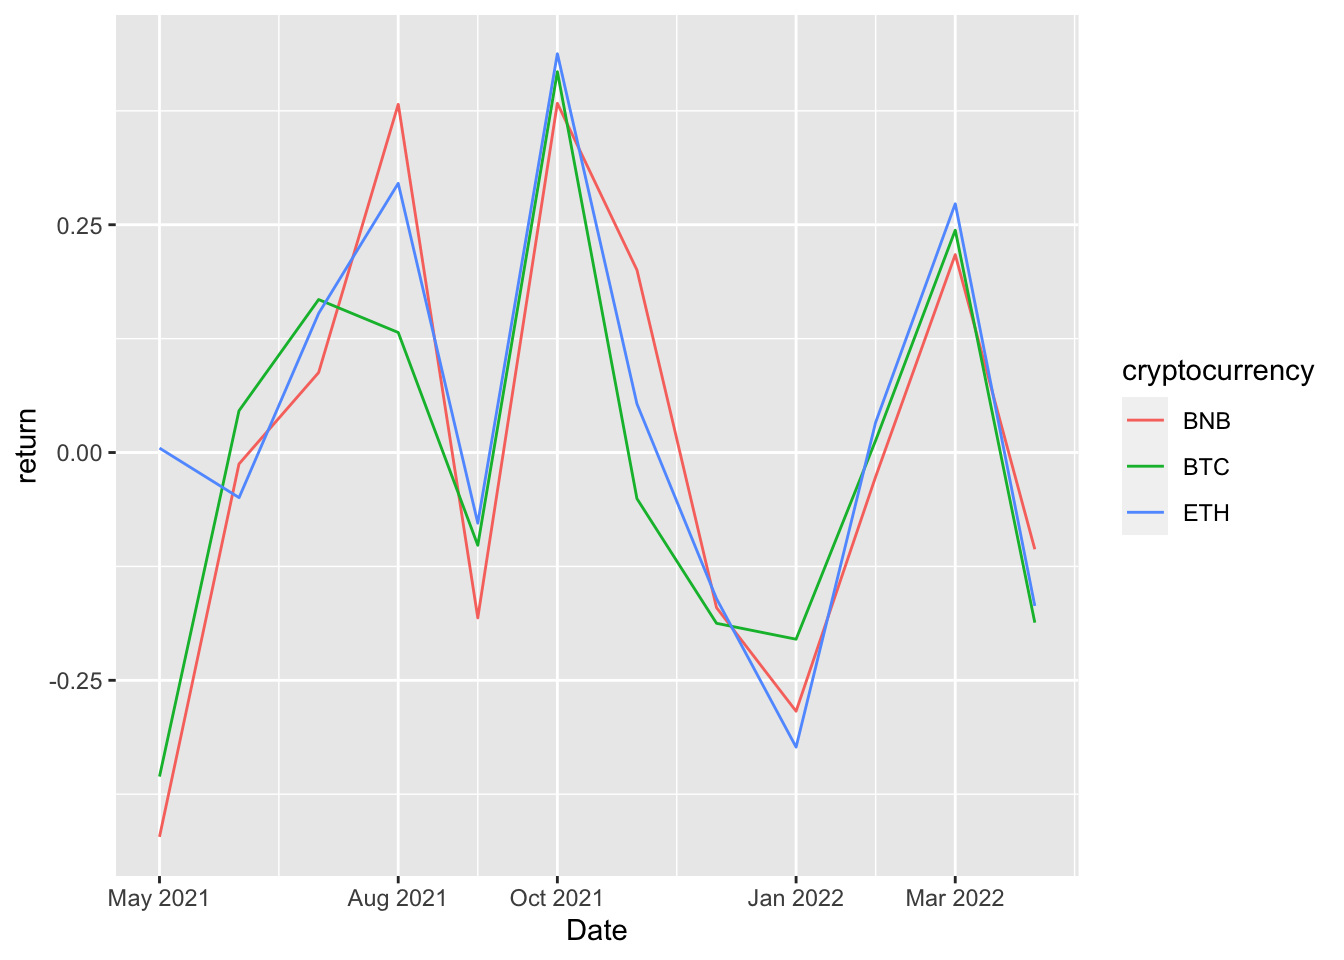 return
0.25
0.00
-0.25
May 2021
Aug 2021
Oct 2021
Jan 2022
Mar 2022
Date
cryptocurrency
BNB
BTC
ETH